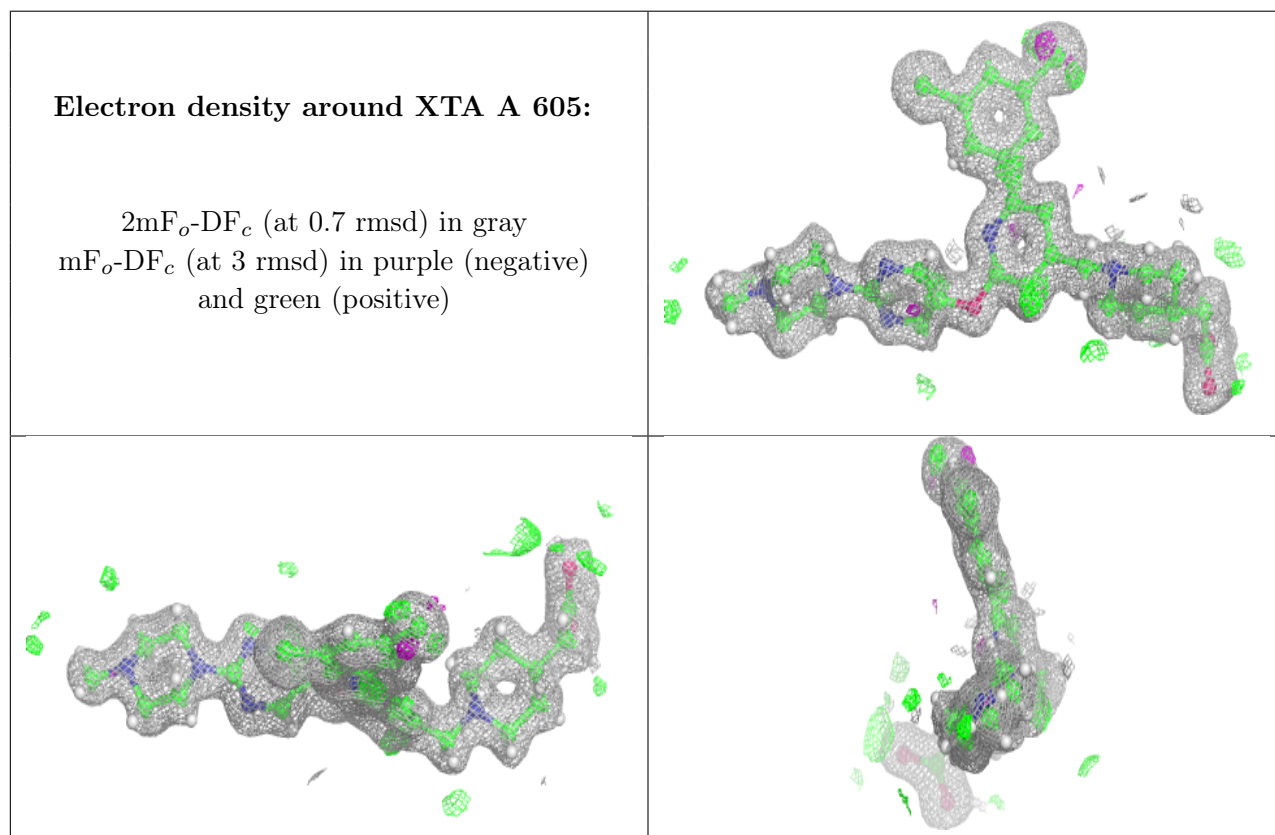 Electron density around XTA A 605:
2mFo-DFc (at 0.7 rmsd) in gray
mFo-DFc (at 3 rmsd) in purple (negative)
and green (positive)